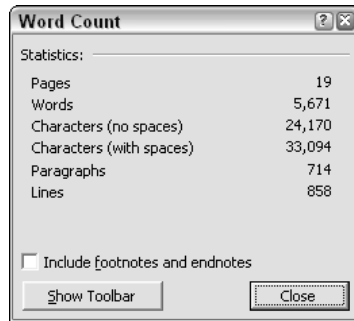 Word Count
Statistics:
Pages 19
Words 5,671
Characters (no spaces) 24,170
Characters (with spaces) 33,094
Paragraphs 714
Lines 858
Include footnotes and endnotes
Show Toolbar Close